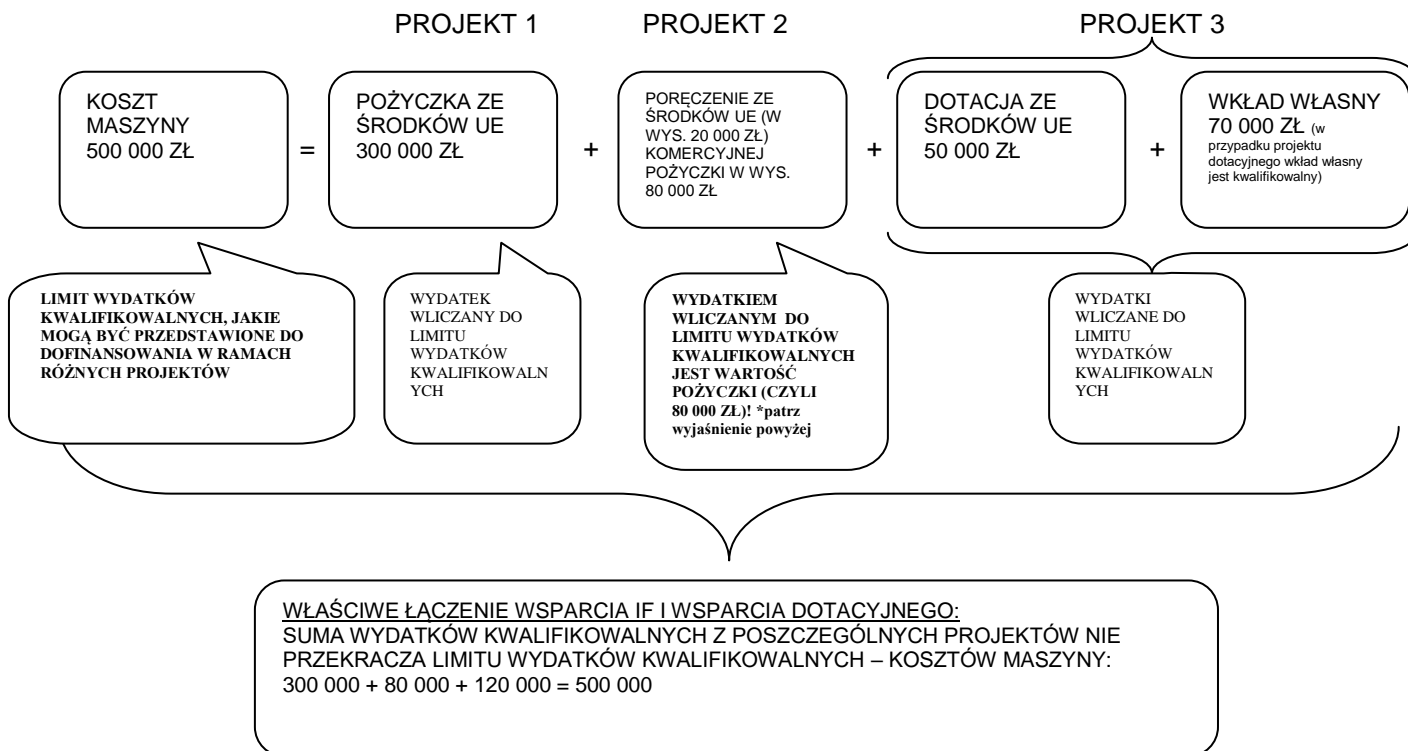 PROJEKT 1
PROJEKT 2
PROJEKT 3
KOSZT
MASZYNY
500 000 ZŁ
=
POŻYCZKA ZE
ŚRODKÓW UE
300 000 ZŁ
+
PORĘCZENIE ZE
ŚRODKÓW UE (W
WYS. 20 000 ZŁ)
KOMERCYJNEJ
POŻYCZKI W WYS.
80 000 ZŁ
+
DOTACJA ZE
ŚRODKÓW UE
50 000 ZŁ
+
WKŁAD WŁASNY
70 000 ZŁ (w
przypadku projektu
dotacyjnego wkład własny
jest kwalifikowalny)
LIMIT WYDATKÓW
KWALIFIKOWALNYCH, JAKIE
MOGĄ BYĆ PRZEDSTAWIONE DO
DOFINANSOWANIA W RAMACH
RÓŻNYCH PROJEKTÓW
WYDATEK
WLICZANY DO
LIMITU
WYDATKÓW
KWALIFIKOWALN
YCH
WYDATKIEM
WLICZANYM DO
LIMITU WYDATKÓW
KWALIFIKOWALNYCH
JEST WARTOŚĆ
POŻYCZKI (CZYLI
80 000 ZŁ)! *patrz
wyjaśnienie powyżej
WYDATKI
WLICZANE DO
LIMITU
WYDATKÓW
KWALIFIKOWALN
YCH
WŁAŚCIWE ŁĄCZENIE WSPARCIA IF I WSPARCIA DOTACYJNEGO:
SUMA WYDATKÓW KWALIFIKOWALNYCH Z POSZCZEGÓLNYCH PROJEKTÓW NIE
PRZEKRACZA LIMITU WYDATKÓW KWALIFIKOWALNYCH – KOSZTÓW MASZYNY:
300 000 + 80 000 + 120 000 = 500 000